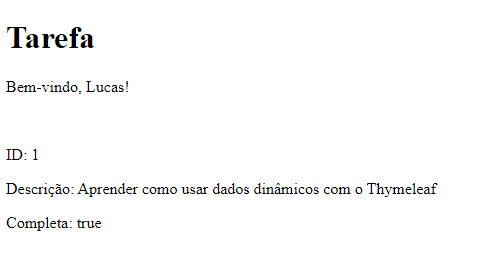 Tarefa
Bem-vindo, Lucas!
ID: 1
Descrição: Aprender como usar dados dinâmicos com o Thymeleaf
Completa: true